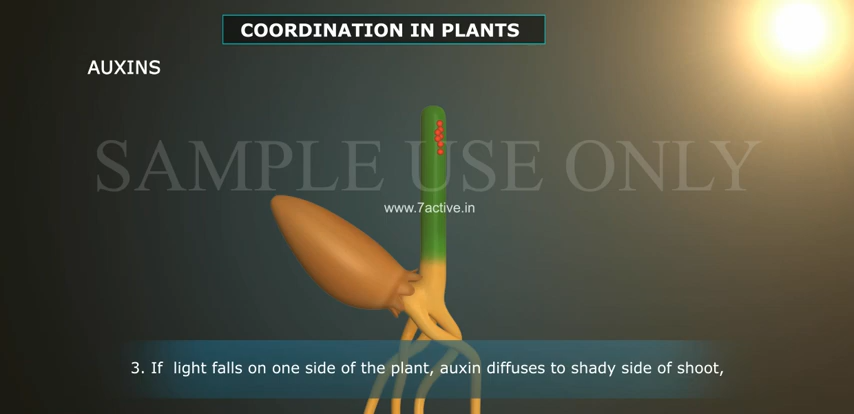 COORDINATION IN PLANTS
AUXINS
SAMPLE USE ONLY
www.7active.in
3. If light falls on one side of the plant, auxin diffuses to shady side of shoot,